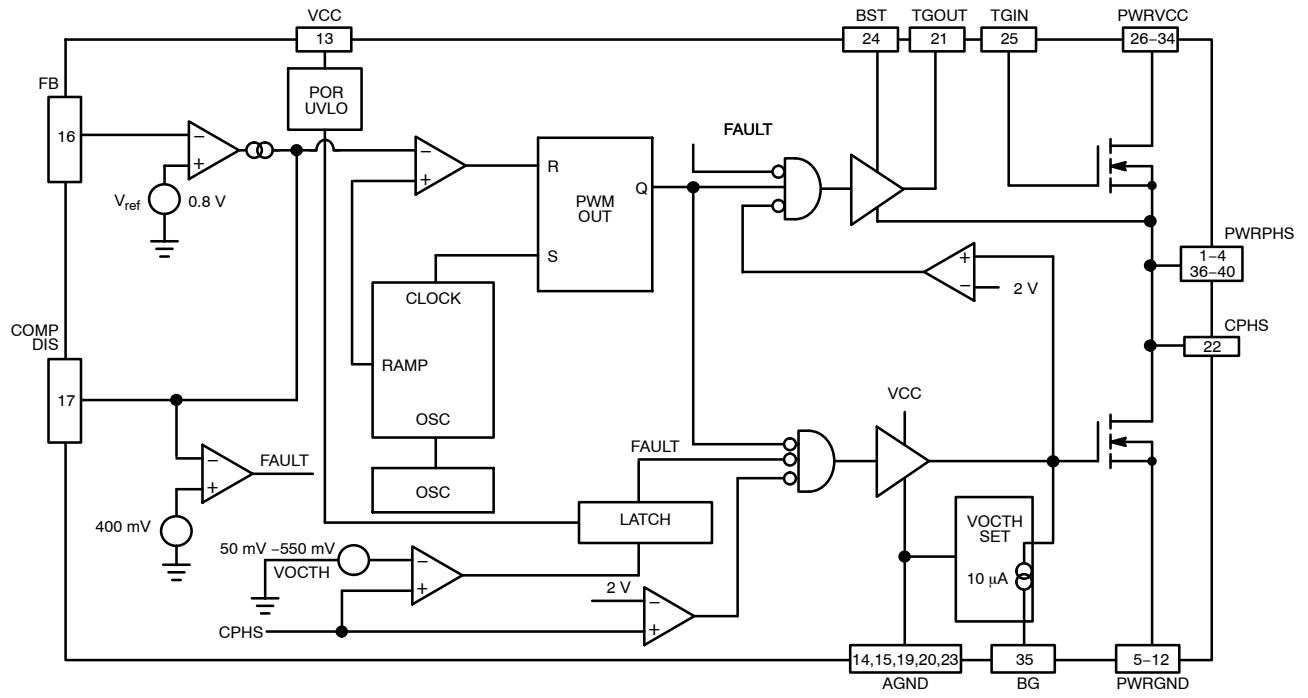 VCC
13
BST
24
TGOUT
21
TGIN
25
PWRVCC
26−34
FB
16
POR
UVLO
−
+
Vref
0.8 V
−
+
R
Q
PWM
OUT
S
FAULT
+
−
2 V
PWRPHS
1−4
36−40
CPHS
22
CLOCK
RAMP
OSC
OSC
COMP
DIS
17
−
+
FAULT
400 mV
VCC
FAULT
LATCH
50 mV −550 mV
VOCTH
−
+
CPHS
2 V
−
+
VOCTH
SET
10 µA
14,15,19,20,23
AGND
35
BG
5−12
PWRGND